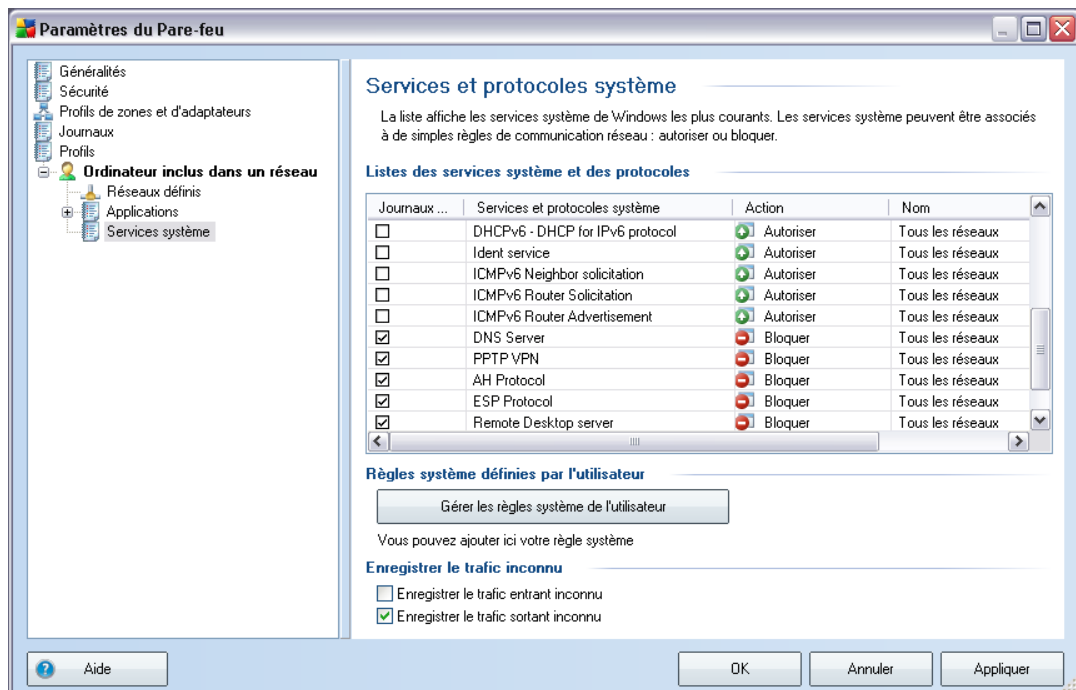 Paramètres du Pare-feu
Généralités
Sécurité
Profils de zones et d'adaptateurs
Journaux
Profils
Ordinateur inclus dans un réseau
Réseaux définis
Applications
Services système
Services et protocoles système
La liste affiche les services système de Windows les plus courants. Les services système peuvent être associés
à de simples règles de communication réseau : autoriser ou bloquer.
Listes des services système et des protocoles
Journaux ... Services et protocoles système Action Nom
DHCPv6 - DHCP for IPv6 protocol Autoriser Tous les réseaux
Ident service Autoriser Tous les réseaux
ICMPv6 Neighbor solicitation Autoriser Tous les réseaux
ICMPv6 Router Solicitation Autoriser Tous les réseaux
ICMPv6 Router Advertisement Autoriser Tous les réseaux
DNS Server Bloquer Tous les réseaux
PPTP VPN Bloquer Tous les réseaux
AH Protocol Bloquer Tous les réseaux
ESP Protocol Bloquer Tous les réseaux
Remote Desktop server Bloquer Tous les réseaux
Règles système définies par l'utilisateur
Gérer les règles système de l'utilisateur
Vous pouvez ajouter ici votre règle système
Enregistrer le trafic inconnu
Enregistrer le trafic entrant inconnu
Enregistrer le trafic sortant inconnu
Aide OK Annuler Appliquer